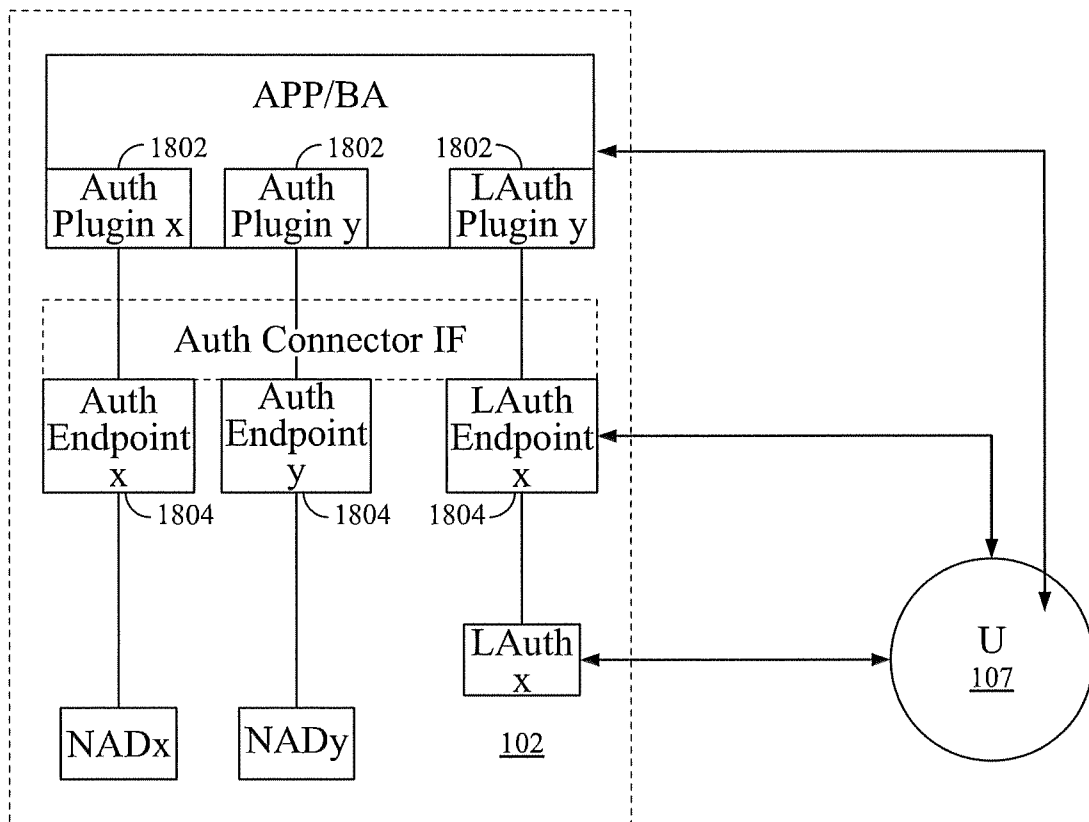 APP/BA
1802
1802
1802
Auth
Plugin x
Auth
Plugin y
LAuth
Plugin y
Auth Connector IF
Auth
Endpoint
x
Auth
Endpoint
y
LAuth
Endpoint
x
1804
1804
1804
LAuth
x
U
107
NADx
NADy
102